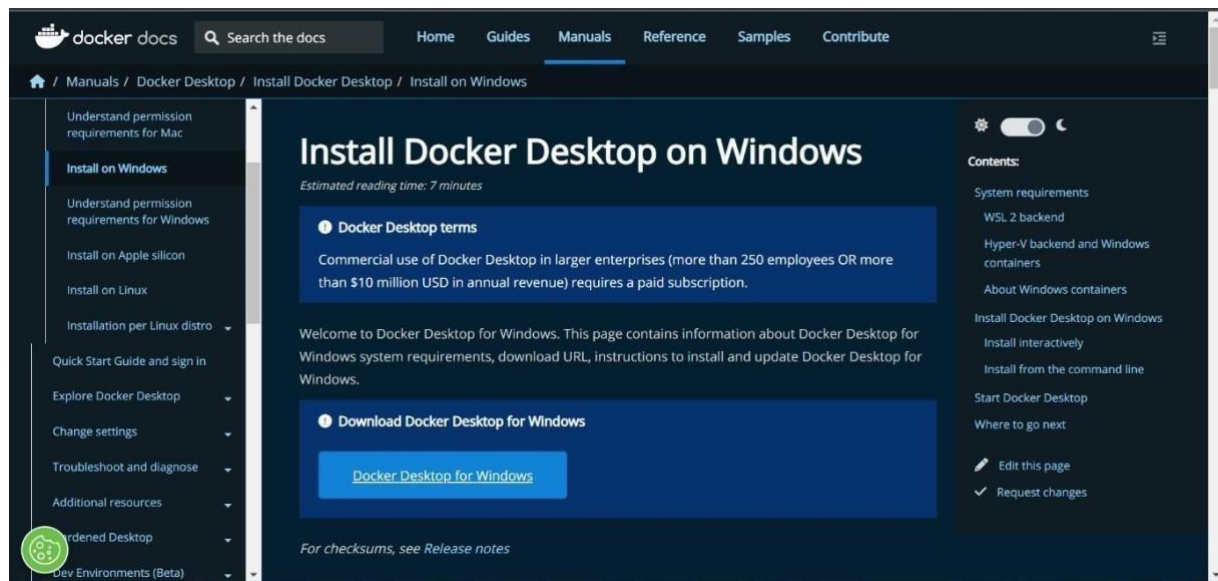 docker docs
Search the docs
Home
Guides
Manuals
Reference
Samples
Contribute
/ Manuals / Docker Desktop / Install Docker Desktop / Install on Windows
Understand permission
requirements for Mac
Install on Windows
Understand permission
requirements for Windows
Install on Apple silicon
Install on Linux
Installation per Linux distro
Quick Start Guide and sign in
Explore Docker Desktop
Change settings
Troubleshoot and diagnose
Additional resources
rdened Desktop
Dev Environments (Beta)
Install Docker Desktop on Windows
Estimated reading time: 7 minutes
Docker Desktop terms
Commercial use of Docker Desktop in larger enterprises (more than 250 employees OR more
than $10 million USD in annual revenue) requires a paid subscription.
Welcome to Docker Desktop for Windows. This page contains information about Docker Desktop for
Windows system requirements, download URL, instructions to install and update Docker Desktop for
Windows.
Download Docker Desktop for Windows
Docker Desktop for Windows
For checksums, see Release notes
Contents:
System requirements
WSL 2 backend
Hyper-V backend and Windows
containers
About Windows containers
Install Docker Desktop on Windows
Install interactively
Install from the command line
Start Docker Desktop
Where to go next
Edit this page
Request changes